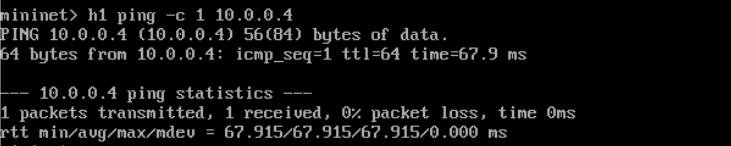 mininet> h1 ping -c 1 10.0.0.4
PING 10.0.0.4 (10.0.0.4) 56(84) bytes of data.
64 bytes from 10.0.0.4: icmp_seq=1 ttl=64 time=67.9 ms

--- 10.0.0.4 ping statistics ---
1 packets transmitted, 1 received, 0% packet loss, time 0ms
rtt min/avg/max/mdev = 67.915/67.915/67.915/0.000 ms